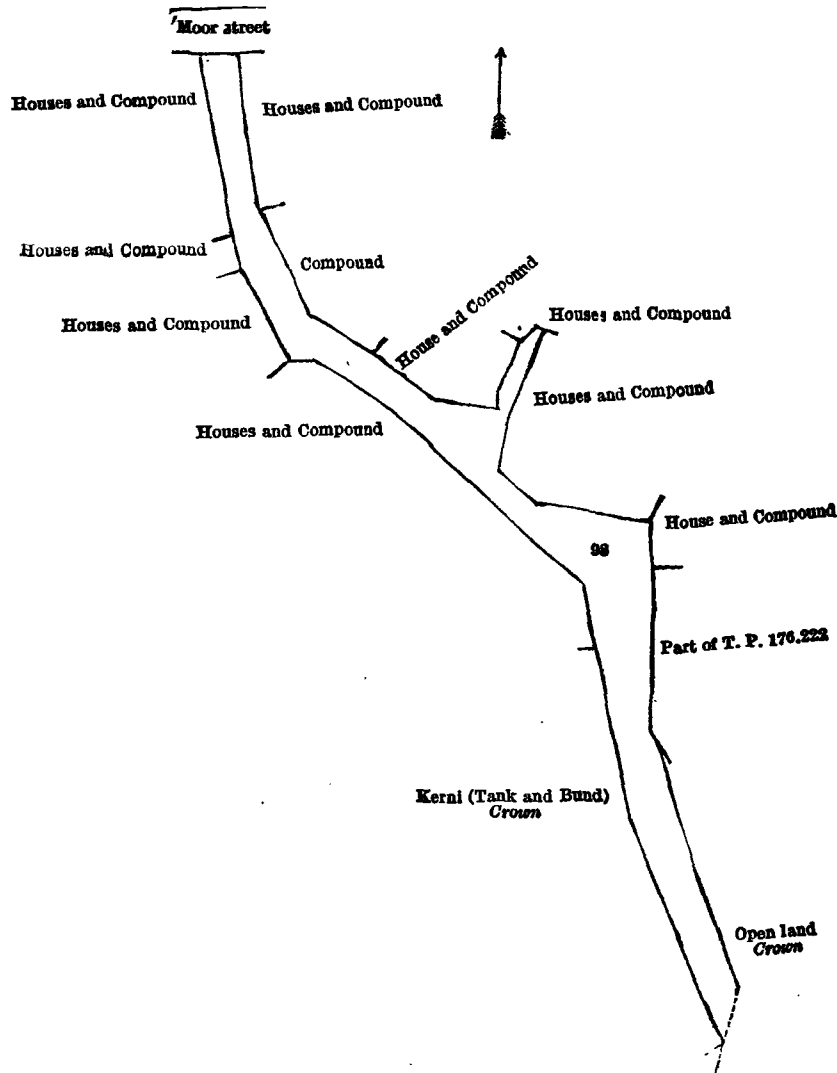 Moor street
Houses and Compound
Houses and Compound
Houses and Compound
Compound
Houses and Compound
House and Compound
Houses and Compound
Houses and Compound
Houses and Compound
House and Compound
98
Part of T. P. 176,222
Kerni (Tank and Bund)
Crown
Open land
Crown